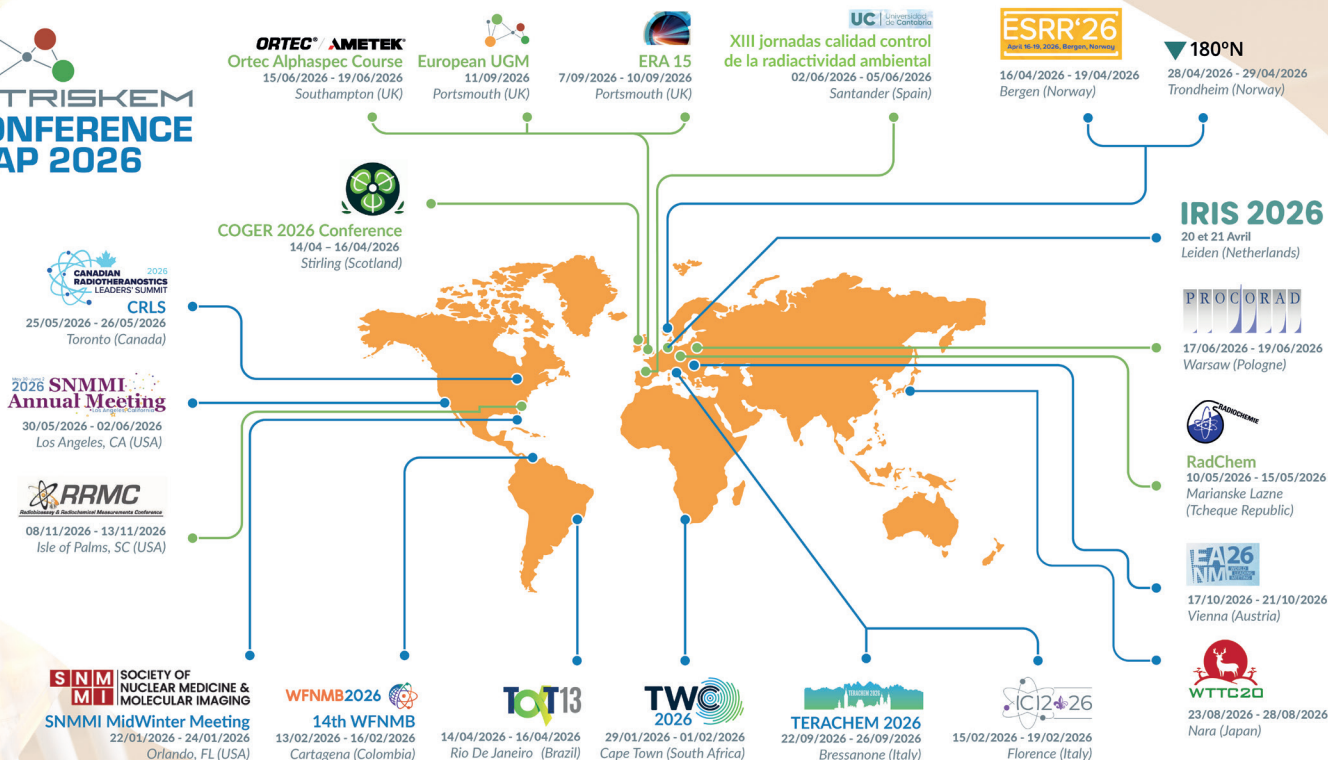 TRISKEM
ONFERENCE
AP 2026
ORTEC® / AMETEK®
Ortec Alphaspec Course
15/06/2026 - 19/06/2026
Southampton (UK)
European UGM
11/09/2026
Portsmouth (UK)
ERA 15
7/09/2026 - 10/09/2026
Portsmouth (UK)
UC | Universidad
de Cantabria
XIII jornadas calidad control
de la radiactividad ambiental
02/06/2026 - 05/06/2026
Santander (Spain)
ESRR'26
April 16-19, 2026, Bergen, Norway
16/04/2026 - 19/04/2026
Bergen (Norway)
180°N
28/04/2026 - 29/04/2026
Trondheim (Norway)
COGER 2026 Conference
14/04 – 16/04/2026
Stirling (Scotland)
IRIS 2026
20 et 21 Avril
Leiden (Netherlands)
2026
CANADIAN
RADIOTHERANOSTICS
LEADERS' SUMMIT
CRLS
25/05/2026 - 26/05/2026
Toronto (Canada)
PROCORAD
17/06/2026 - 19/06/2026
Warsaw (Pologne)
2026 SNMMI
Annual Meeting
Los Angeles, California
30/05/2026 - 02/06/2026
Los Angeles, CA (USA)
RADIOCHEMIE
RadChem
10/05/2026 - 15/05/2026
Marianske Lazne
(Tcheque Republic)
RRMC
Radiobioassay & Radiochemical Measurements Conference
08/11/2026 - 13/11/2026
Isle of Palms, SC (USA)
EA 26
NM WORLD
LEADING
MEETING
17/10/2026 - 21/10/2026
Vienna (Austria)
WTTC20
23/08/2026 - 28/08/2026
Nara (Japan)
SNM
MI
SOCIETY OF
NUCLEAR MEDICINE &
MOLECULAR IMAGING
SNMMI MidWinter Meeting
22/01/2026 - 24/01/2026
Orlando, FL (USA)
WFNMB2026
14th WFNMB
13/02/2026 - 16/02/2026
Cartagena (Colombia)
TAT13
14/04/2026 - 16/04/2026
Rio De Janeiro (Brazil)
TWC
2026
29/01/2026 - 01/02/2026
Cape Town (South Africa)
TERACHEM 2026
TERACHEM 2026
22/09/2026 - 26/09/2026
Bressanone (Italy)
ICI2026
15/02/2026 - 19/02/2026
Florence (Italy)